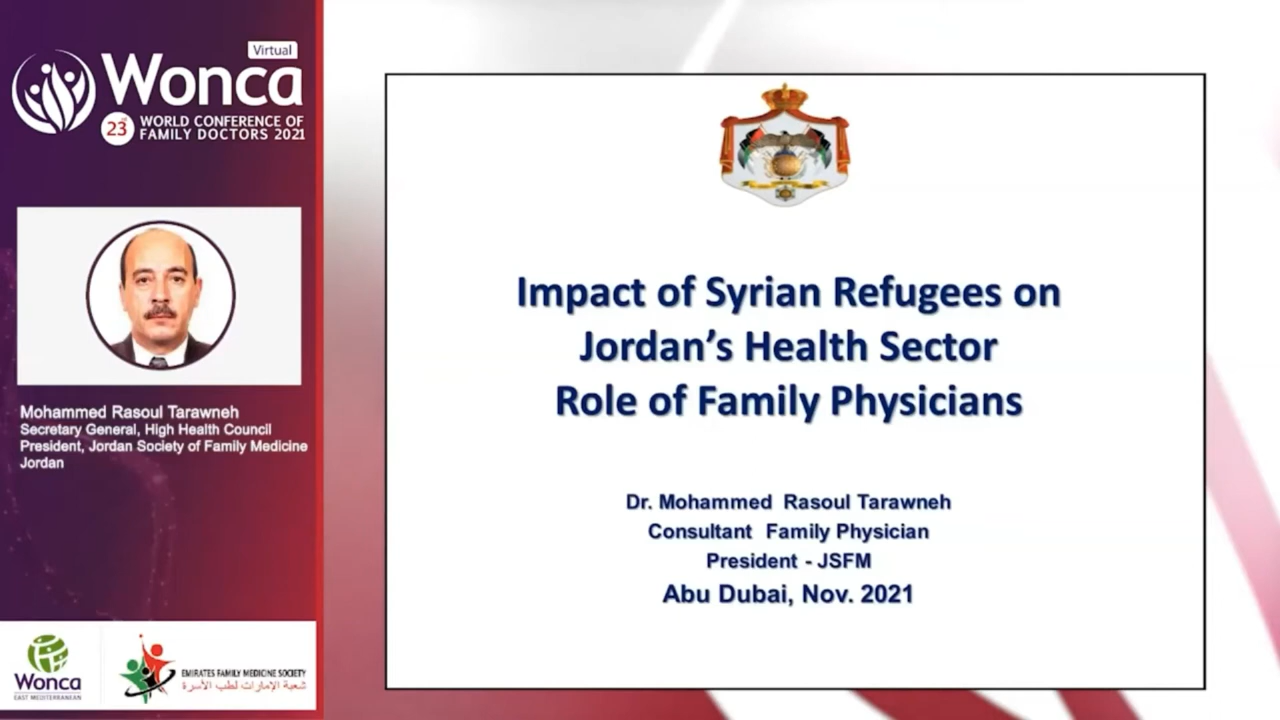 Virtual
Wonca
23rd WORLD CONFERENCE OF
FAMILY DOCTORS 2021
Mohammed Rasoul Tarawneh
Secretary General, High Health Council
President, Jordan Society of Family Medicine
Jordan
Wonca
EAST MEDITERRANEAN
EMIRATES FAMILY MEDICINE SOCIETY
شعبة الإمارات لطب الأسرة
Impact of Syrian Refugees on
Jordan’s Health Sector
Role of Family Physicians
Dr. Mohammed Rasoul Tarawneh
Consultant Family Physician
President - JSFM
Abu Dubai, Nov. 2021